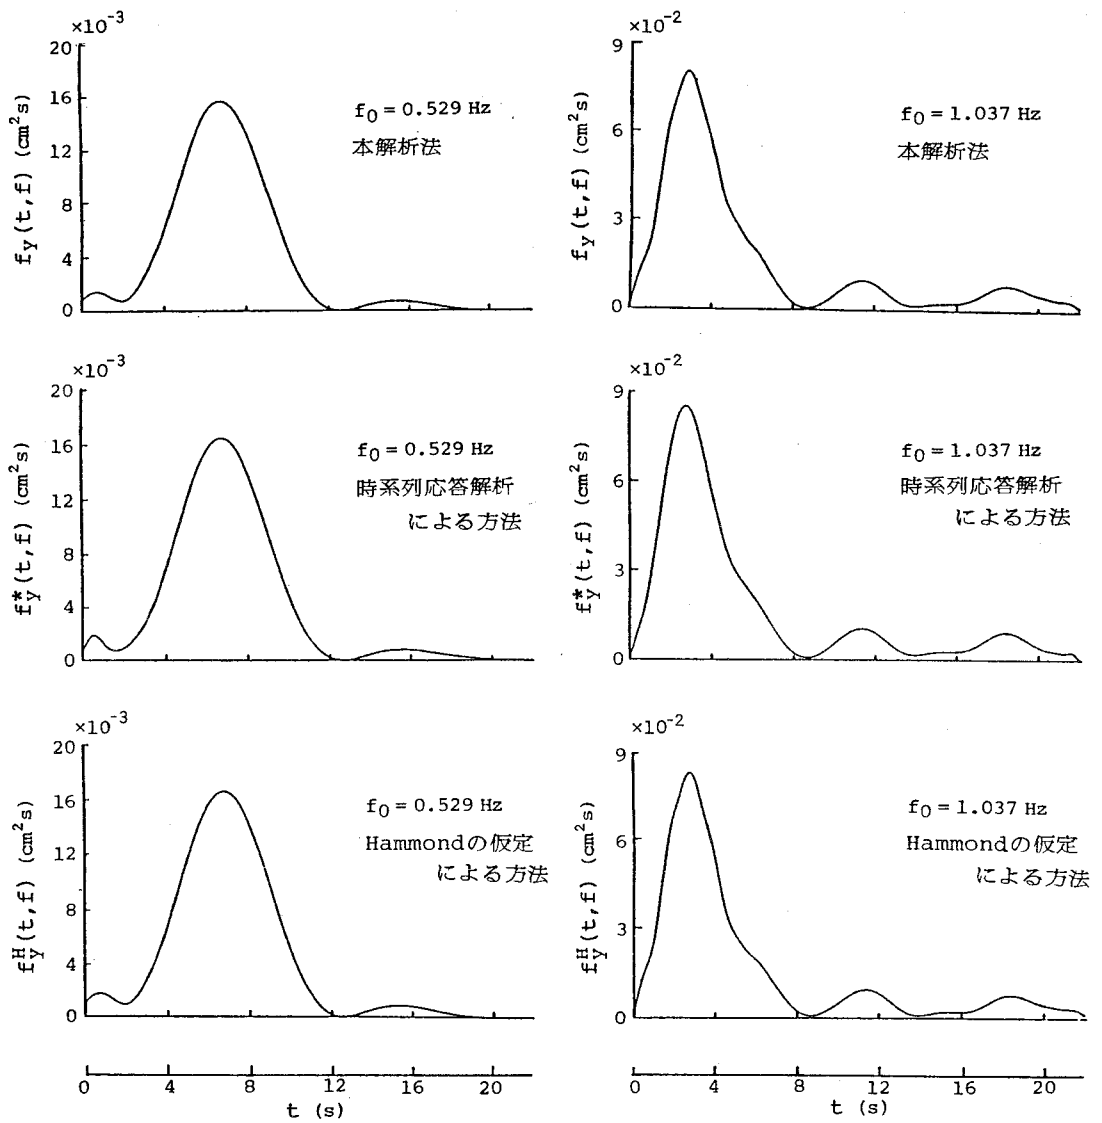 ×10⁻³
20
16
12
8
4
0
f_y(t,f) (cm²s)
f₀=0.529 Hz
本解析法
×10⁻²
9
6
3
0
f_y(t,f) (cm²s)
f₀=1.037 Hz
本解析法
×10⁻³
20
16
12
8
4
0
f*_y(t,f) (cm²s)
f₀=0.529 Hz
時系列応答解析
による方法
×10⁻²
9
6
3
0
f*_y(t,f) (cm²s)
f₀=1.037 Hz
時系列応答解析
による方法
×10⁻³
20
16
12
8
4
0
f^H_y(t,f) (cm²s)
f₀=0.529 Hz
Hammondの仮定
による方法
×10⁻²
9
6
3
0
f^H_y(t,f) (cm²s)
f₀=1.037 Hz
Hammondの仮定
による方法
0 4 8 12 16 20
t (s)
0 4 8 12 16 20
t (s)